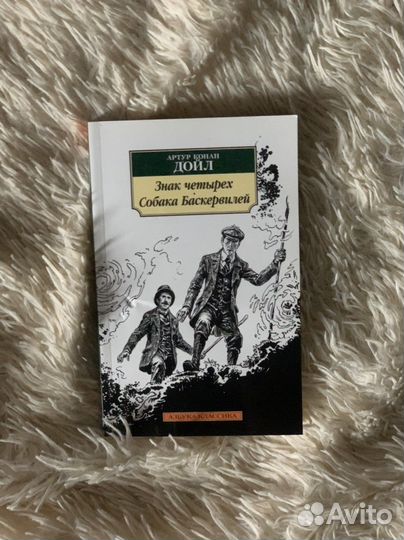 АРТУР КОНАН
ДОЙЛ
Знак четырех
Собака Баскервилей
АЗБУКА-КЛАССИКА
Avito